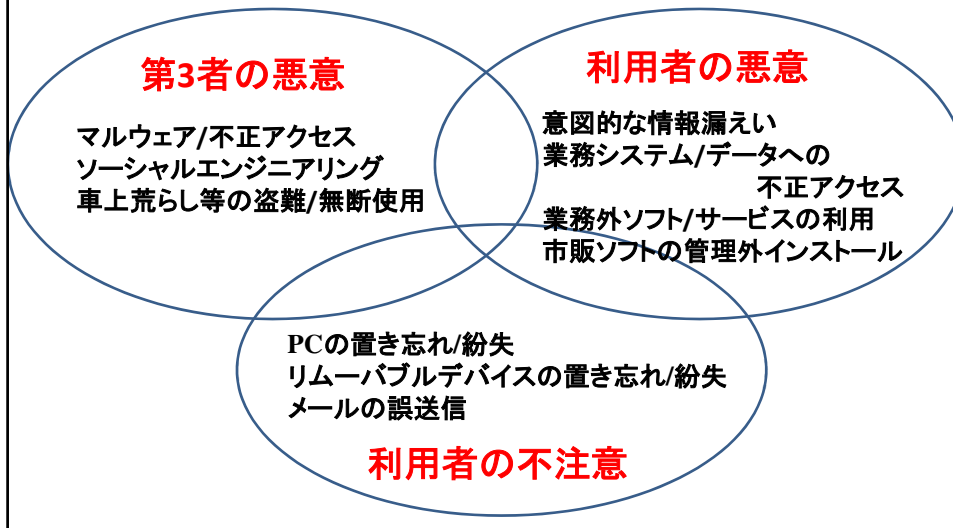 第3者の悪意
マルウェア/不正アクセス
ソーシャルエンジニアリング
車上荒らし等の盗難/無断使用
利用者の悪意
意図的な情報漏えい
業務システム/データへの
不正アクセス
業務外ソフト/サービスの利用
市販ソフトの管理外インストール
PCの置き忘れ/紛失
リムーバブルデバイスの置き忘れ/紛失
メールの誤送信
利用者の不注意